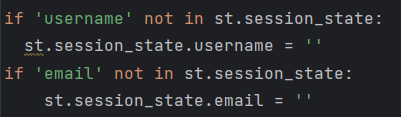 if 'username' not in st.session_state:
  st.session_state.username = ''
if 'email' not in st.session_state:
    st.session_state.email = ''